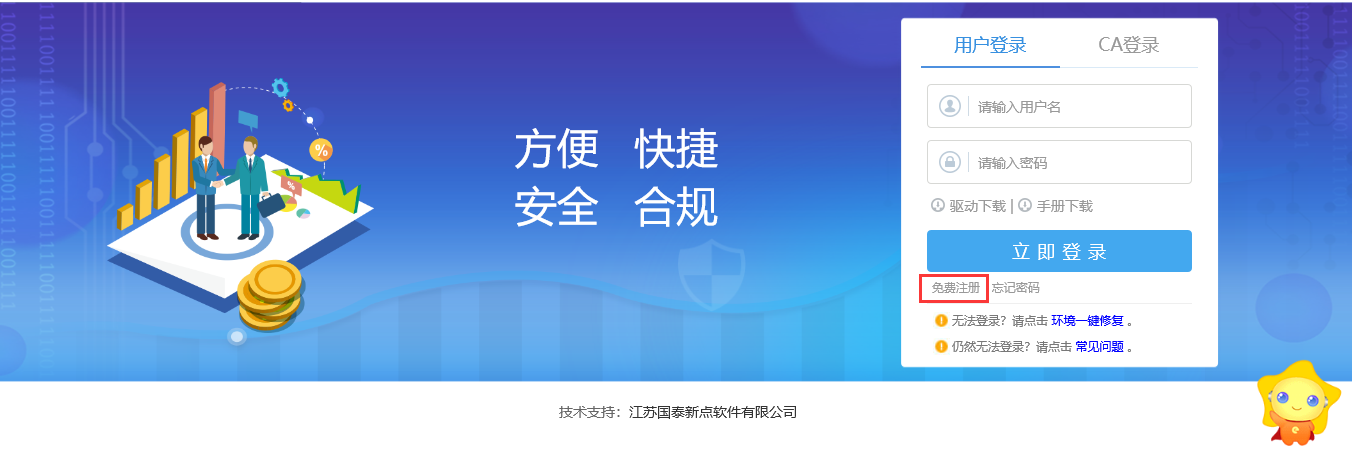 方便 快捷
安全 合规
用户登录 CA登录
请输入用户名
请输入密码
驱动下载 | 手册下载
立即登录
免费注册 忘记密码
无法登录？请点击 环境一键修复 。
仍然无法登录？请点击 常见问题 。
技术支持：江苏国泰新点软件有限公司